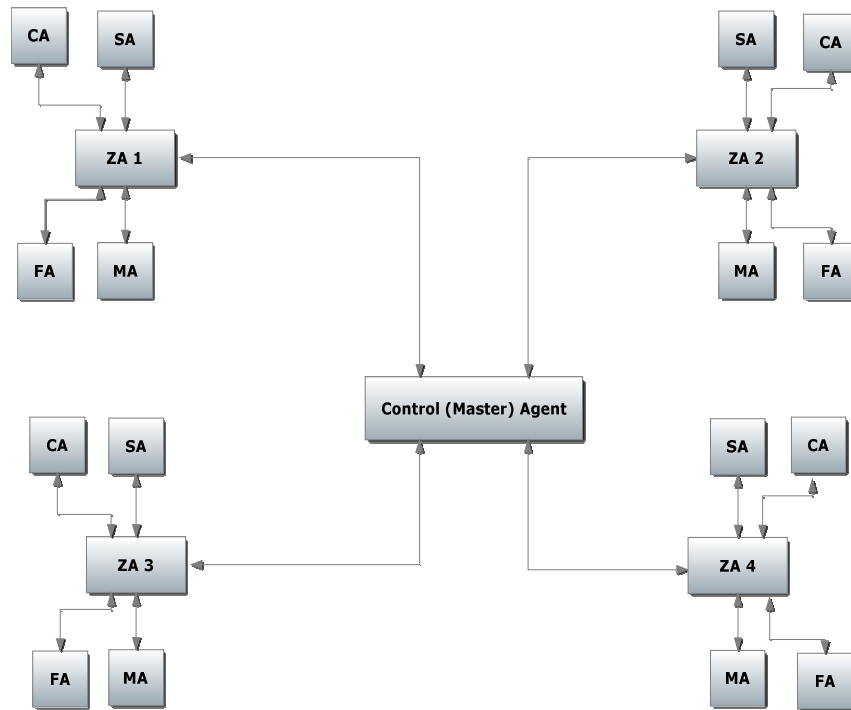 CA
SA
SA
CA
ZA 1
ZA 2
FA
MA
MA
FA
Control (Master) Agent
CA
SA
SA
CA
ZA 3
ZA 4
FA
MA
MA
FA